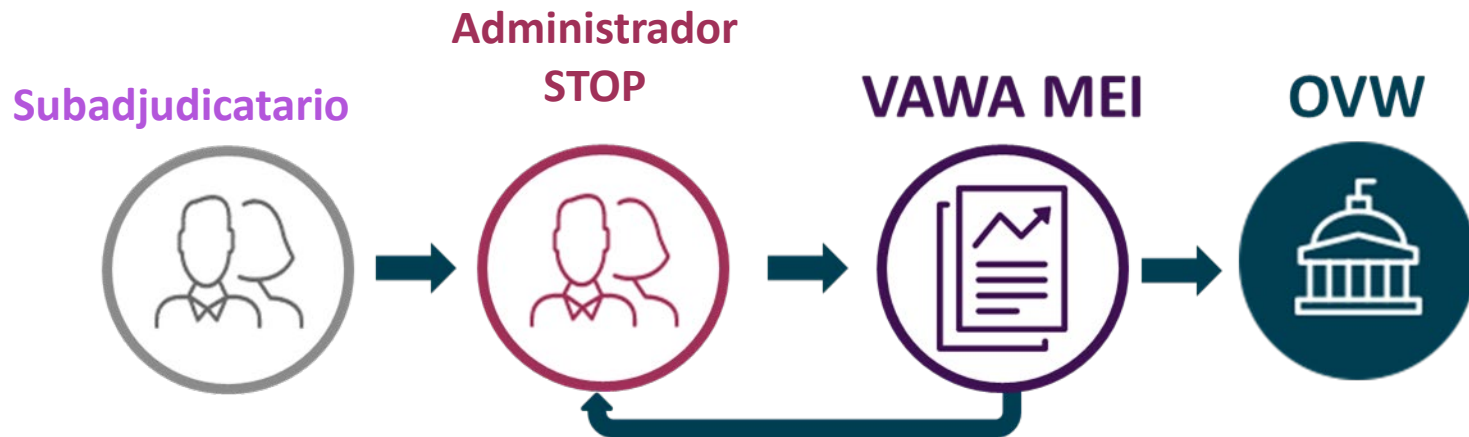 Subadjudicatario
Administrador
STOP
VAWA MEI
OVW